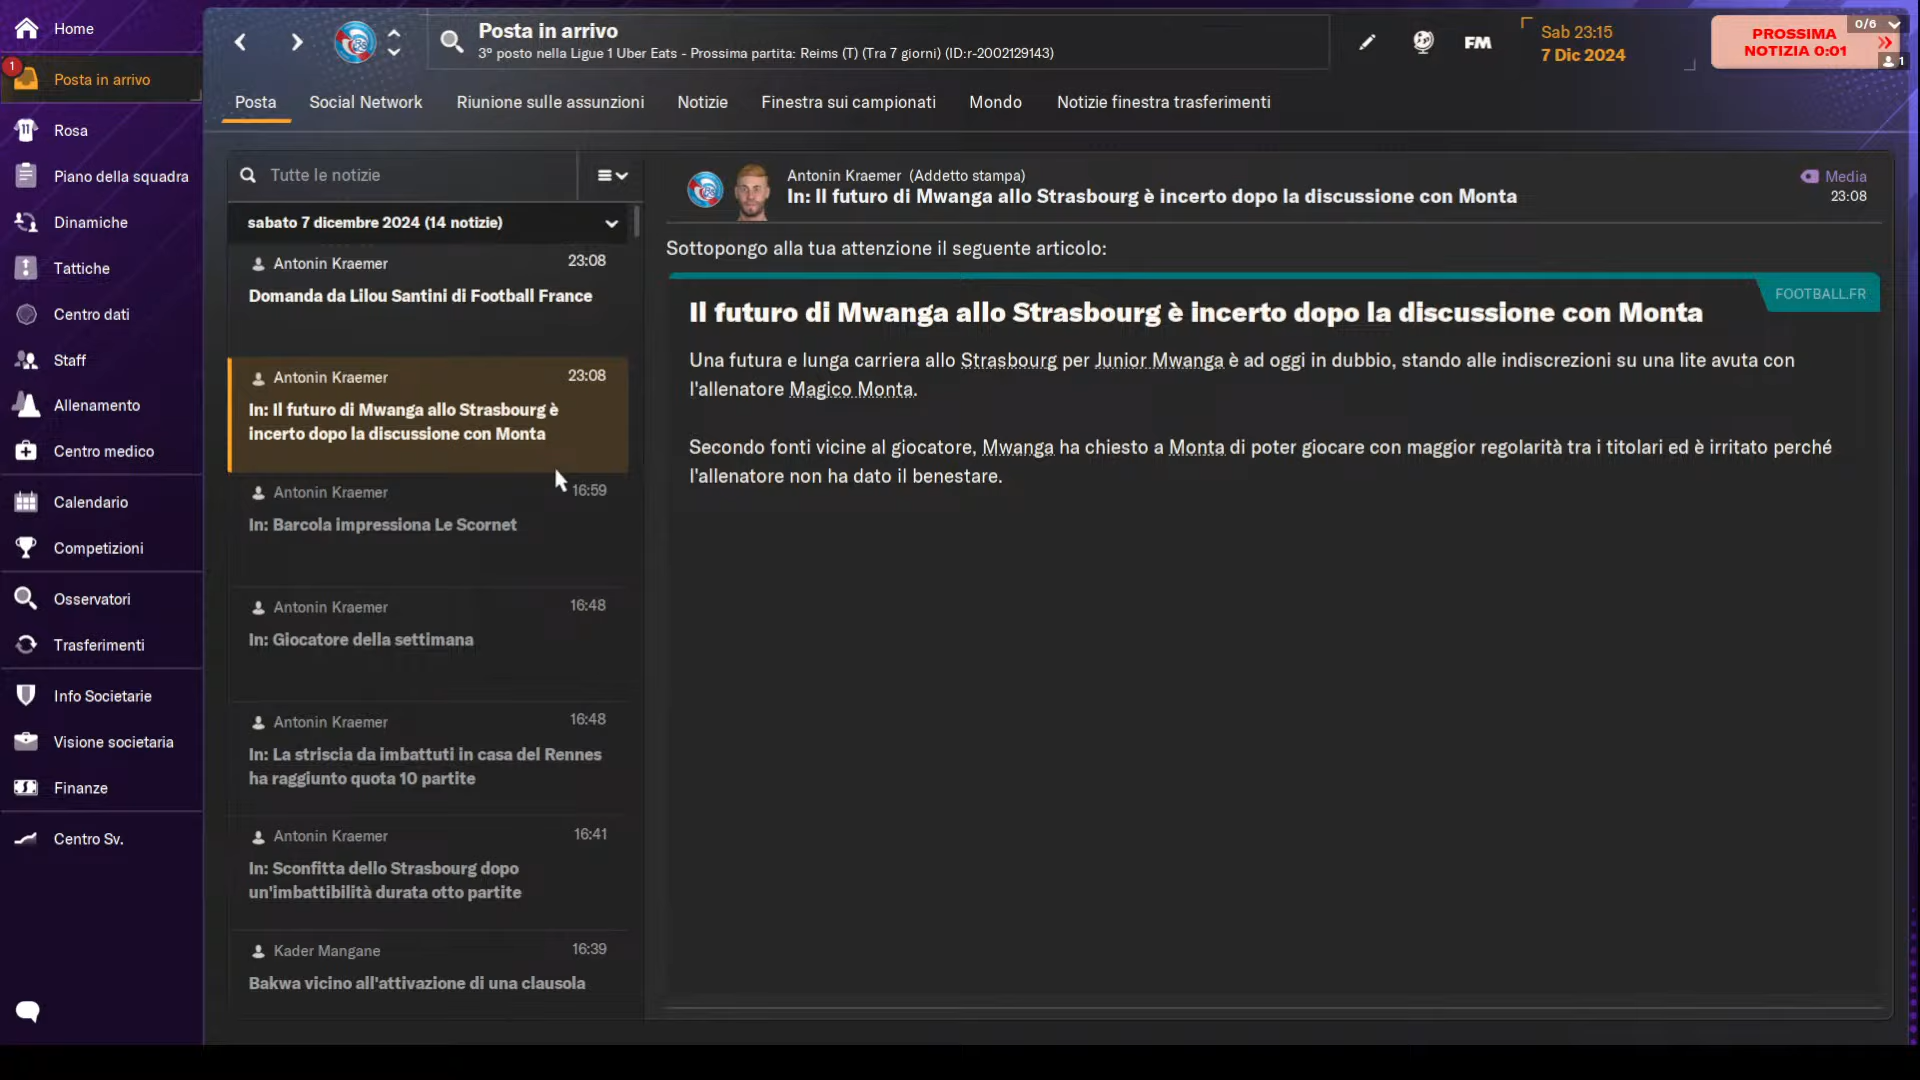 Home
1
Posta in arrivo
Rosa
Piano della squadra
Dinamiche
Tattiche
Centro dati
Staff
Allenamento
Centro medico
Calendario
Competizioni
Osservatori
Trasferimenti
Info Societarie
Visione societaria
Finanze
Centro Sv.
Posta in arrivo
3° posto nella Ligue 1 Uber Eats - Prossima partita: Reims (T) (Tra 7 giorni) (ID:r-2002129143)
FM
Sab 23:15
7 Dic 2024
PROSSIMA
NOTIZIA 0:01
0/6
1
Posta
Social Network
Riunione sulle assunzioni
Notizie
Finestra sui campionati
Mondo
Notizie finestra trasferimenti
Tutte le notizie
sabato 7 dicembre 2024 (14 notizie)
Antonin Kraemer
23:08
Domanda da Lilou Santini di Football France
Antonin Kraemer
23:08
In: Il futuro di Mwanga allo Strasbourg è
incerto dopo la discussione con Monta
Antonin Kraemer
16:59
In: Barcola impressiona Le Scornet
Antonin Kraemer
16:48
In: Giocatore della settimana
Antonin Kraemer
16:48
In: La striscia da imbattuti in casa del Rennes
ha raggiunto quota 10 partite
Antonin Kraemer
16:41
In: Sconfitta dello Strasbourg dopo
un'imbattibilità durata otto partite
Kader Mangane
16:39
Bakwa vicino all'attivazione di una clausola
Antonin Kraemer (Addetto stampa)
In: Il futuro di Mwanga allo Strasbourg è incerto dopo la discussione con Monta
Media
23:08
Sottopongo alla tua attenzione il seguente articolo:
FOOTBALL.FR
Il futuro di Mwanga allo Strasbourg è incerto dopo la discussione con Monta
Una futura e lunga carriera allo Strasbourg per Junior Mwanga è ad oggi in dubbio, stando alle indiscrezioni su una lite avuta con
l'allenatore Magico Monta.
Secondo fonti vicine al giocatore, Mwanga ha chiesto a Monta di poter giocare con maggior regolarità tra i titolari ed è irritato perché
l'allenatore non ha dato il benestare.